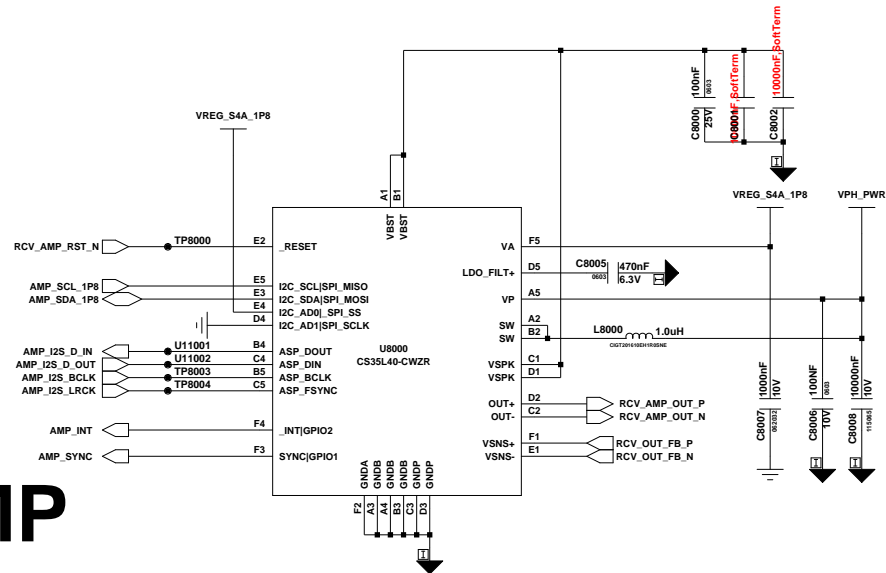 VREG_S4A_1P8
100nF
0603
C8000
25V
C8001
10000nF,SoftTerm
C8002
VREG_S4A_1P8
VPH_PWR
A1
B1
VBST
VBST
RCV_AMP_RST_N
TP8000
E2
_RESET
AMP_SCL_1P8
E5
I2C_SCL|SPI_MISO
AMP_SDA_1P8
E3
I2C_SDA|SPI_MOSI
E4
I2C_AD0|_SPI_SS
D4
I2C_AD1|SPI_SCLK
U8000
CS35L40-CWZR
AMP_I2S_D_IN
U11001
B4
ASP_DOUT
AMP_I2S_D_OUT
U11002
C4
ASP_DIN
AMP_I2S_BCLK
TP8003
B5
ASP_BCLK
AMP_I2S_LRCK
TP8004
C5
ASP_FSYNC
AMP_INT
F4
_INT|GPIO2
AMP_SYNC
F3
SYNC|GPIO1
VA
F5
LDO_FILT+
D5
C8005
0603
470nF
6.3V
VP
A5
SW
A2
SW
B2
L8000
1.0uH
CIGT201610EH1R0SNE
VSPK
C1
VSPK
D1
OUT+
D2
RCV_AMP_OUT_P
OUT-
C2
RCV_AMP_OUT_N
VSNS+
F1
RCV_OUT_FB_P
VSNS-
E1
RCV_OUT_FB_N
1000nF
10V
C8007
062032
100NF
0603
C8006
10V
10000nF
10V
C8008
115065
GNDA
GNDB
GNDB
GNDB
GNDP
GNDP
F2
A3
A4
B3
C3
D3
IP